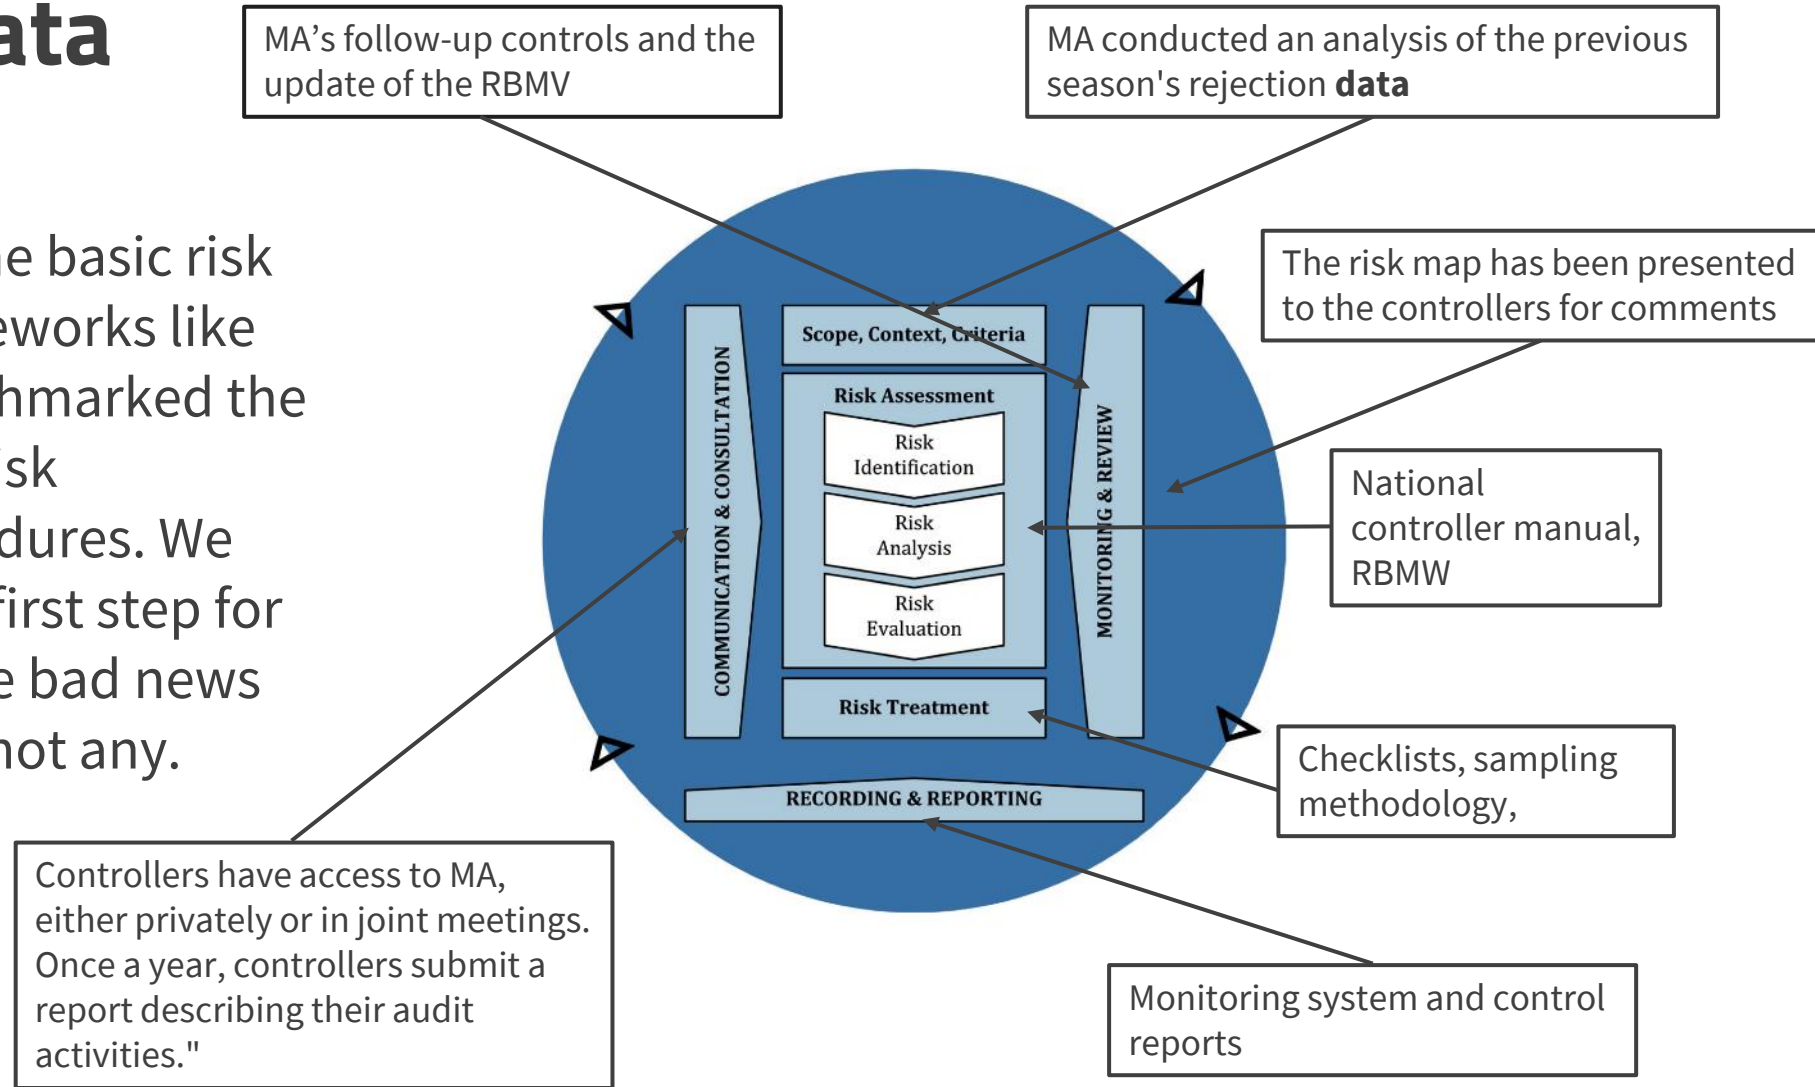 ata
MA's follow-up controls and the
update of the RBMV
MA conducted an analysis of the previous
season's rejection data
he basic risk
eworks like
hmarked the
isk
dures. We
first step for
e bad news
not any.
The risk map has been presented
to the controllers for comments
Scope, Context, Criteria
Risk Assessment
Risk
Identification
Risk
Analysis
Risk
Evaluation
COMMUNICATION & CONSULTATION
MONITORING & REVIEW
National
controller manual,
RBMW
Risk Treatment
Checklists, sampling
methodology,
RECORDING & REPORTING
Controllers have access to MA,
either privately or in joint meetings.
Once a year, controllers submit a
report describing their audit
activities."
Monitoring system and control
reports